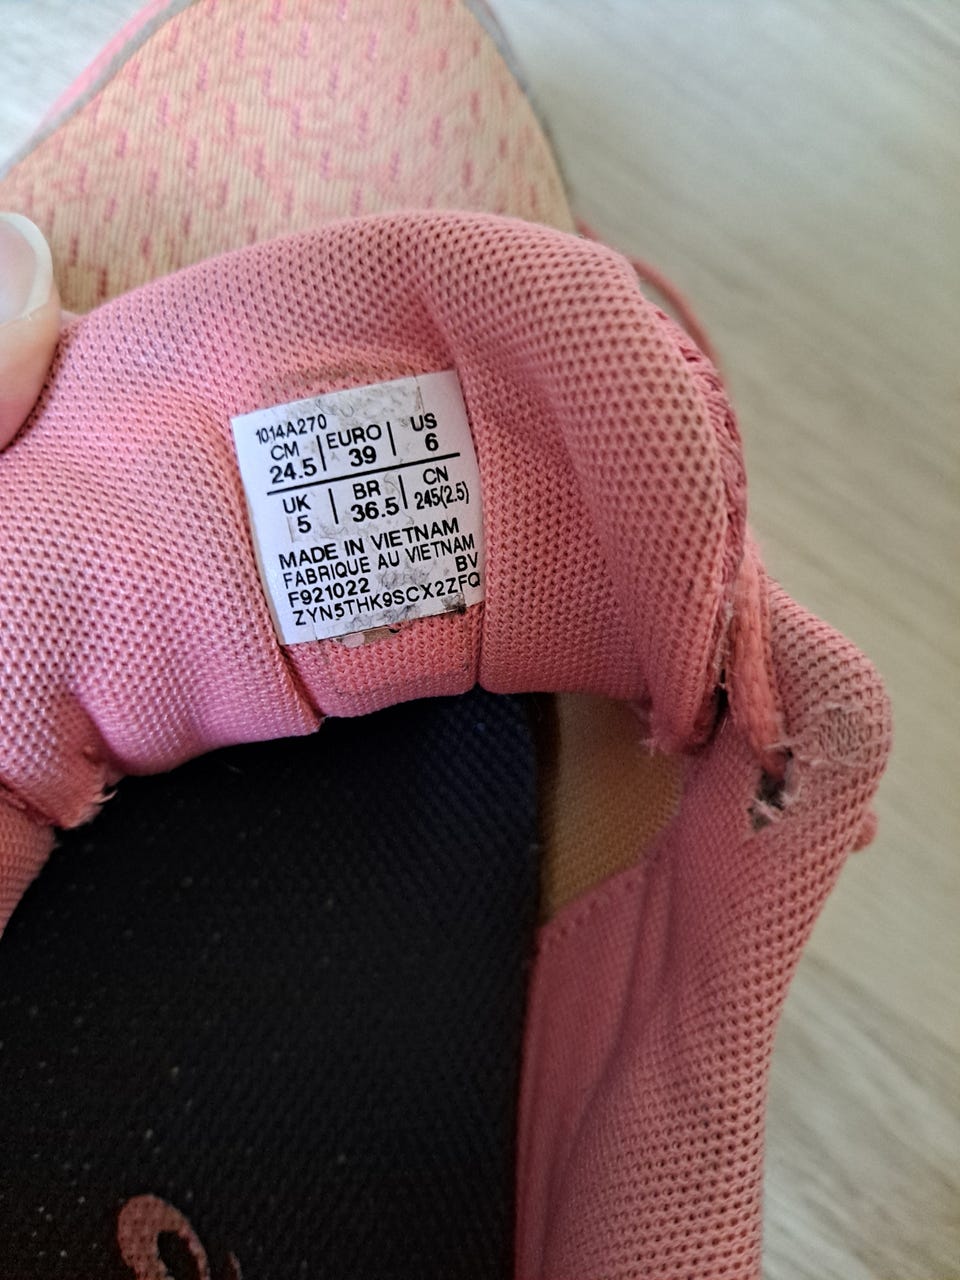 1014A270
CM | EURO | US
24.5 | 39 | 6
UK | BR | CN
5 | 36.5 | 245(2.5)
MADE IN VIETNAM
FABRIQUE AU VIETNAM
F921022 BV
ZYN5THK9SCX2ZFQ